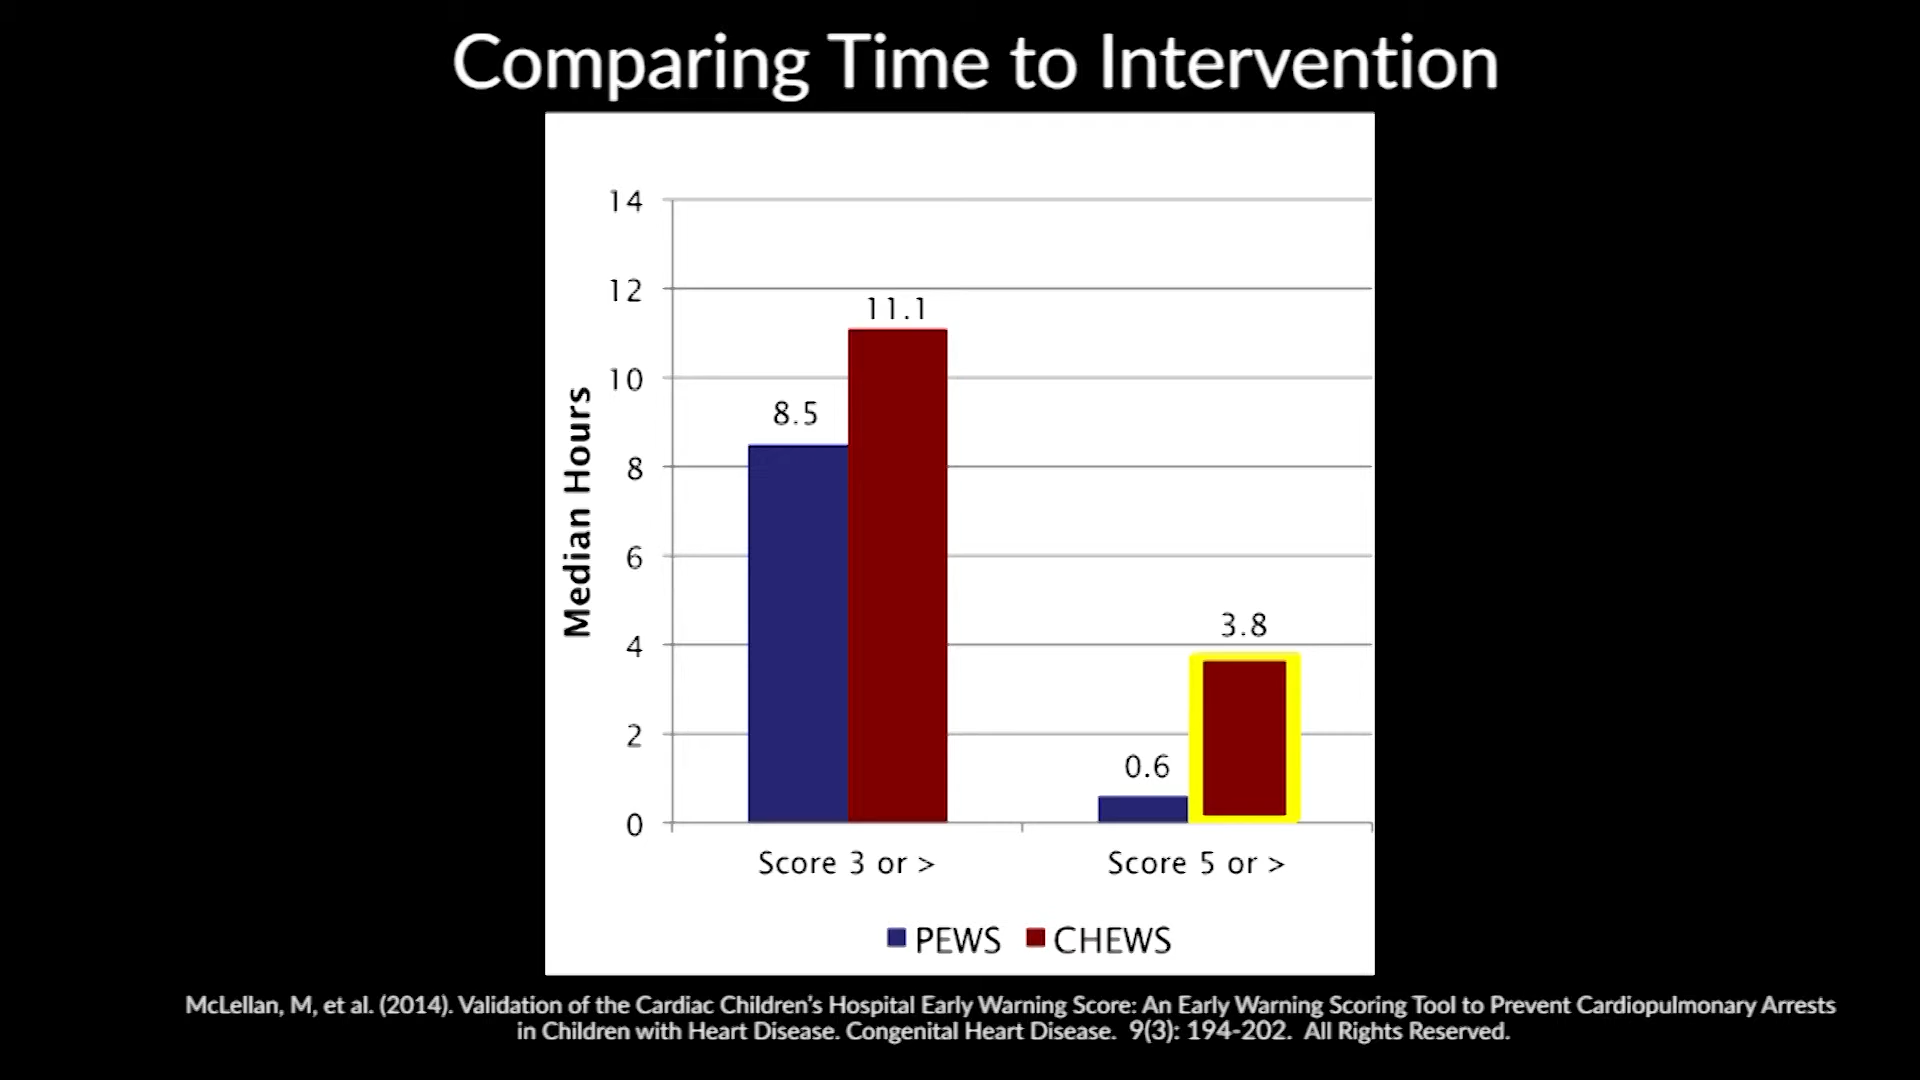 Comparing Time to Intervention
14
12
10
8
6
4
2
0
Median Hours
8.5
11.1
0.6
3.8
Score 3 or >
Score 5 or >
PEWS
CHEWS
McLellan, M, et al. (2014). Validation of the Cardiac Children's Hospital Early Warning Score: An Early Warning Scoring Tool to Prevent Cardiopulmonary Arrests
in Children with Heart Disease. Congenital Heart Disease. 9(3): 194-202. All Rights Reserved.